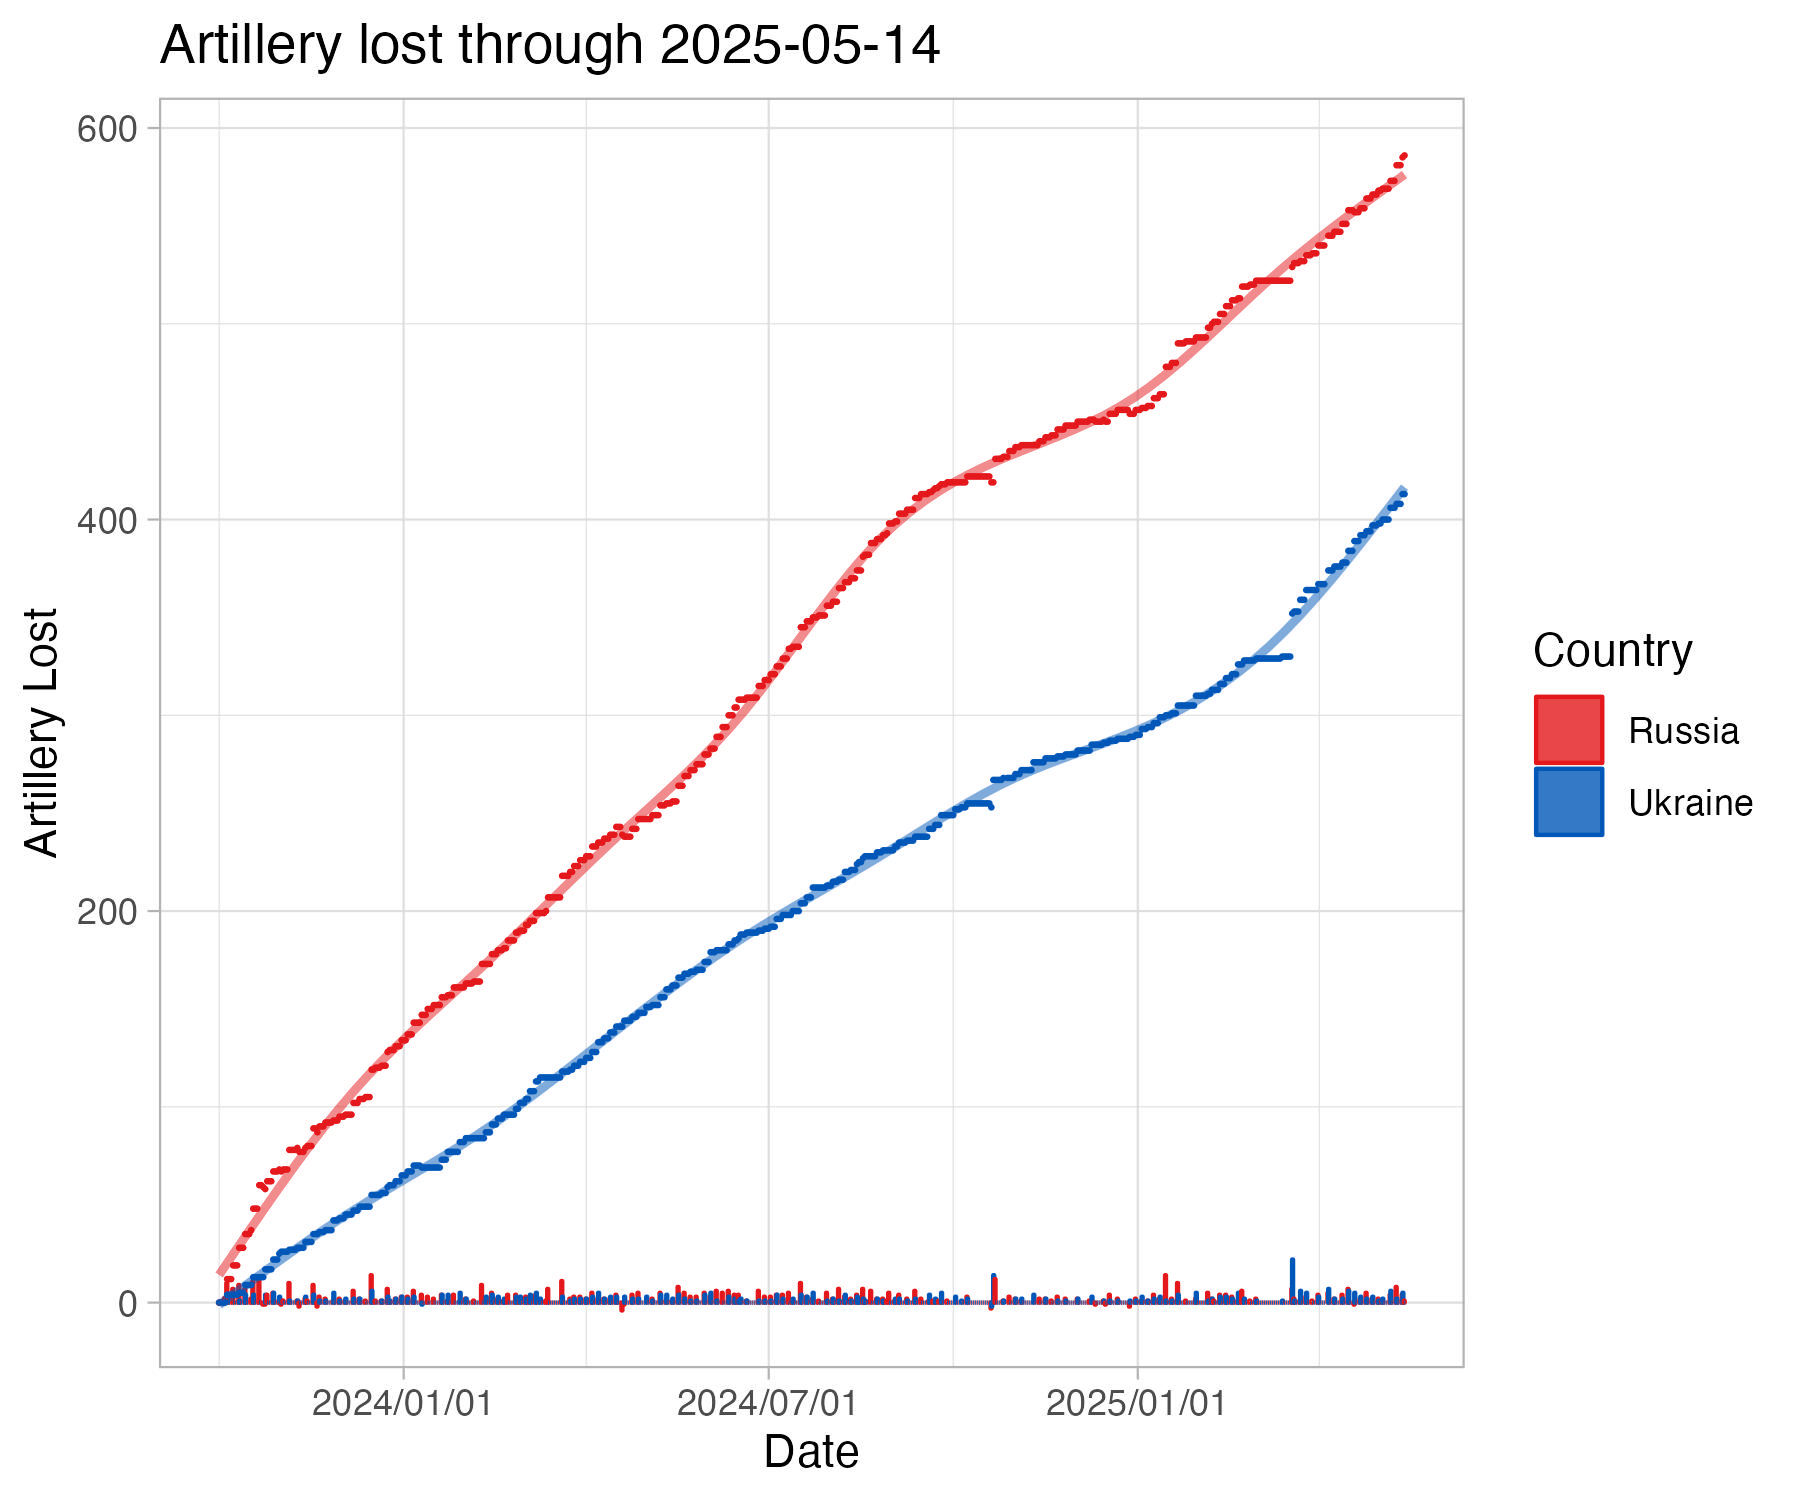 Artillery lost through 2025-05-14
600
400
200
0
Artillery Lost
2024/01/01
2024/07/01
2025/01/01
Date
Country
Russia
Ukraine